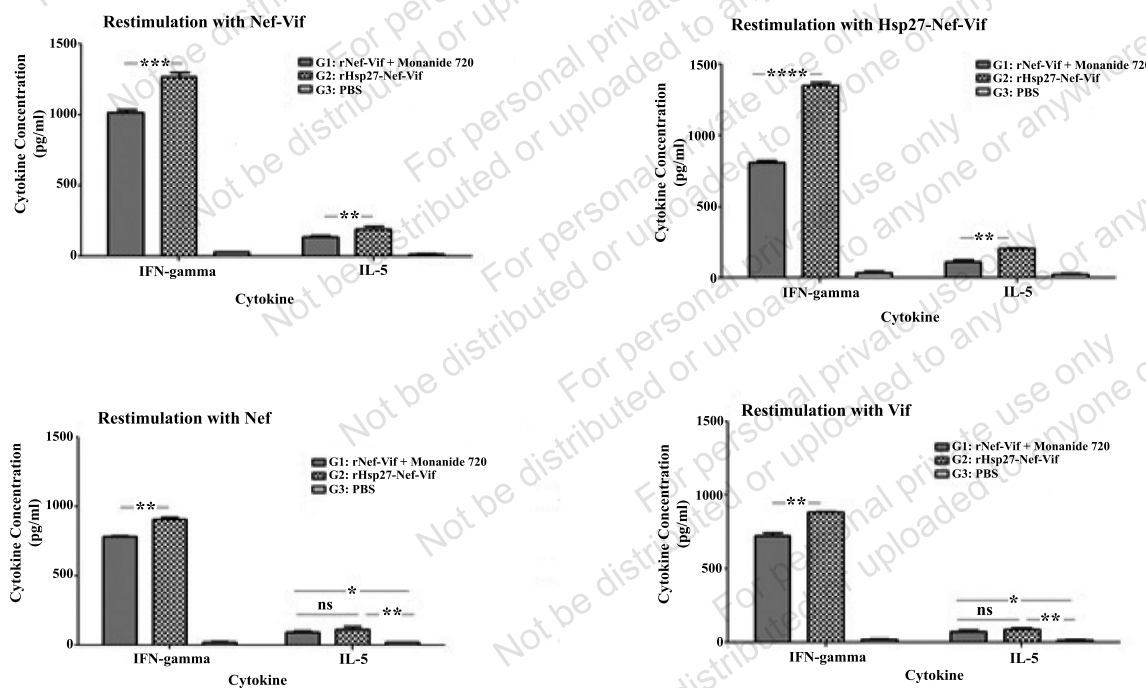 Restimulation with Nef-Vif
1500
1000
500
0
Cytokine Concentration
(pg/ml)
***
**
G1: rNef-Vif + Monanide 720
G2: rHsp27-Nef-Vif
G3: PBS
IFN-gamma
IL-5
Cytokine
Restimulation with Hsp27-Nef-Vif
1500
1000
500
0
Cytokine Concentration
(pg/ml)
****
**
G1: rNef-Vif + Monanide 720
G2: rHsp27-Nef-Vif
G3: PBS
IFN-gamma
IL-5
Cytokine
Restimulation with Nef
1500
1000
500
0
Cytokine Concentration
(pg/ml)
**
*
ns
**
G1: rNef-Vif + Monanide 720
G2: rHsp27-Nef-Vif
G3: PBS
IFN-gamma
IL-5
Cytokine
Restimulation with Vif
1500
1000
500
0
Cytokine Concentration
(pg/ml)
**
*
ns
**
G1: rNef-Vif + Monanide 720
G2: rHsp27-Nef-Vif
G3: PBS
IFN-gamma
IL-5
Cytokine
For personal private use only
Not be distributed or uploaded to anyone or anywhere